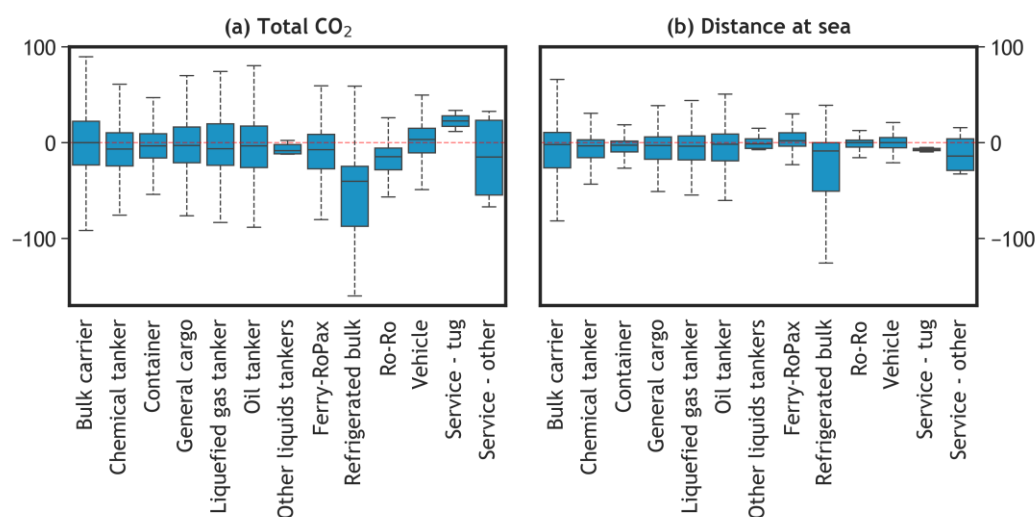 (a) Total CO₂
(b) Distance at sea
100
0
−100
100
0
−100
Bulk carrier
Chemical tanker
Container
General cargo
Liquefied gas tanker
Oil tanker
Other liquids tankers
Ferry-RoPax
Refrigerated bulk
Ro-Ro
Vehicle
Service - tug
Service - other
Bulk carrier
Chemical tanker
Container
General cargo
Liquefied gas tanker
Oil tanker
Other liquids tankers
Ferry-RoPax
Refrigerated bulk
Ro-Ro
Vehicle
Service - tug
Service - other